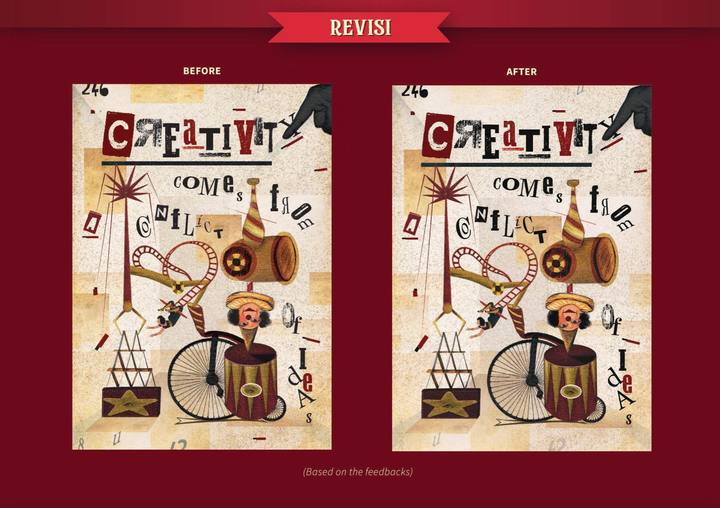 REVISI
BEFORE
AFTER
246
CREATIVITY
COMES from
CONFLICT
Of
IdeAs
12
246
CREATIVITY
COMES from
CONFLICT
Of
IdeAs
(Based on the feedbacks)